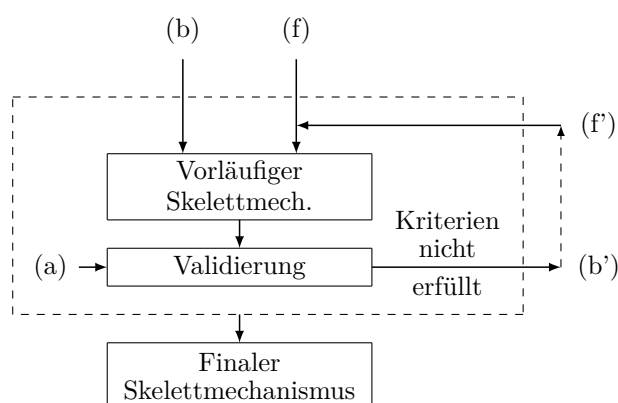 (b)
(f)
(f')
Vorläufiger
Skelettmech.
Kriterien
nicht
(a)
Validierung
(b')
erfüllt
Finaler
Skelettmechanismus